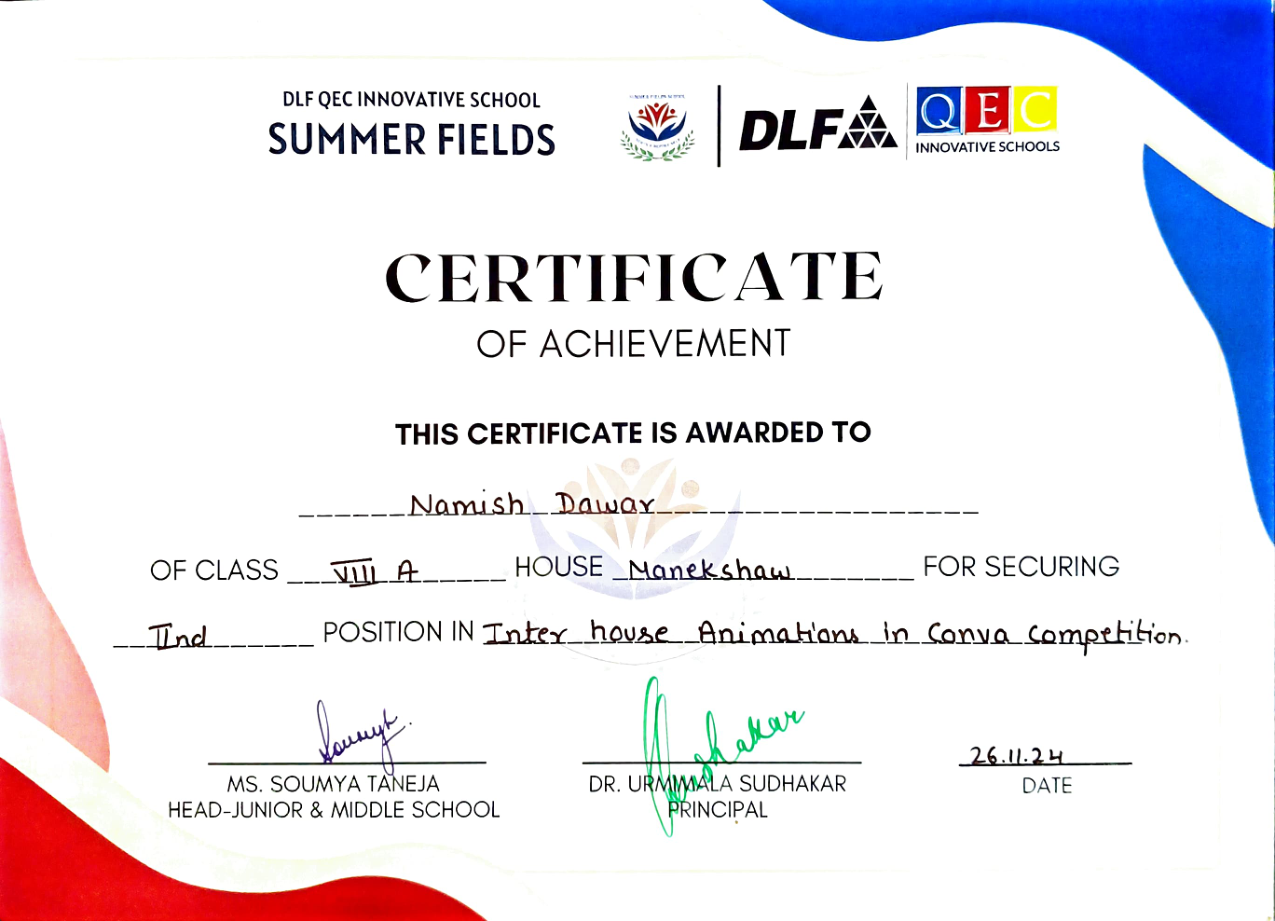 DLF QEC INNOVATIVE SCHOOL
SUMMER FIELDS
DLF
QEC
INNOVATIVE SCHOOLS
CERTIFICATE
OF ACHIEVEMENT
THIS CERTIFICATE IS AWARDED TO
Namish Dawar
OF CLASS VIII A HOUSE Manekshaw FOR SECURING
IInd POSITION IN Inter house Animations in Canva Competition.
MS. SOUMYA TANEJA
HEAD-JUNIOR & MIDDLE SCHOOL
DR. URMIMALA SUDHAKAR
PRINCIPAL
26.11.24
DATE